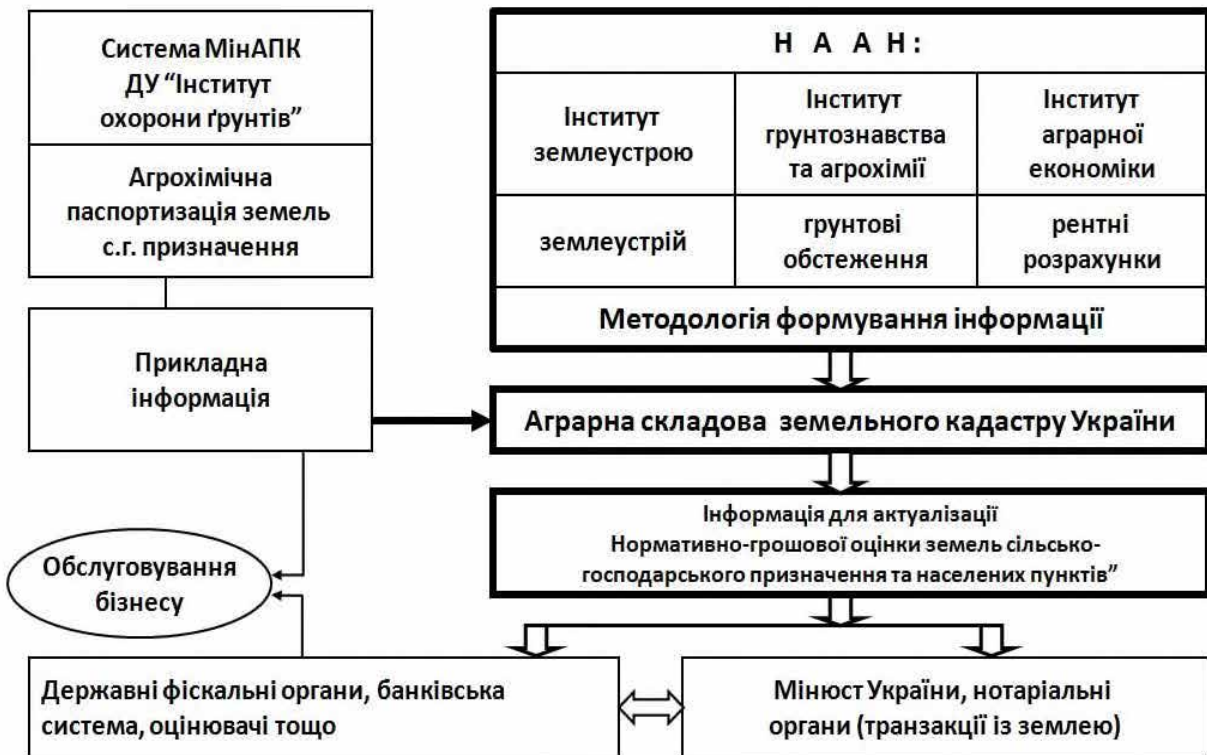 Система МінАПК
ДУ “Інститут
охорони ґрунтів”
Агрохімічна
паспортизація земель
с.г. призначення
Прикладна
інформація
Обслуговування
бізнесу
Н А А Н :
Інститут
землеустрою
Інститут
грунтознавства
та агрохімії
Інститут
аграрної
економіки
землеустрій
грунтові
обстеження
рентні
розрахунки
Методологія формування інформації
Аграрна складова земельного кадастру України
Інформація для актуалізації
Нормативно-грошової оцінки земель сільсько-
господарського призначення та населених пунктів”
Державні фіскальні органи, банківська
система, оцінювачі тощо
Мінюст України, нотаріальні
органи (транзакції із землею)